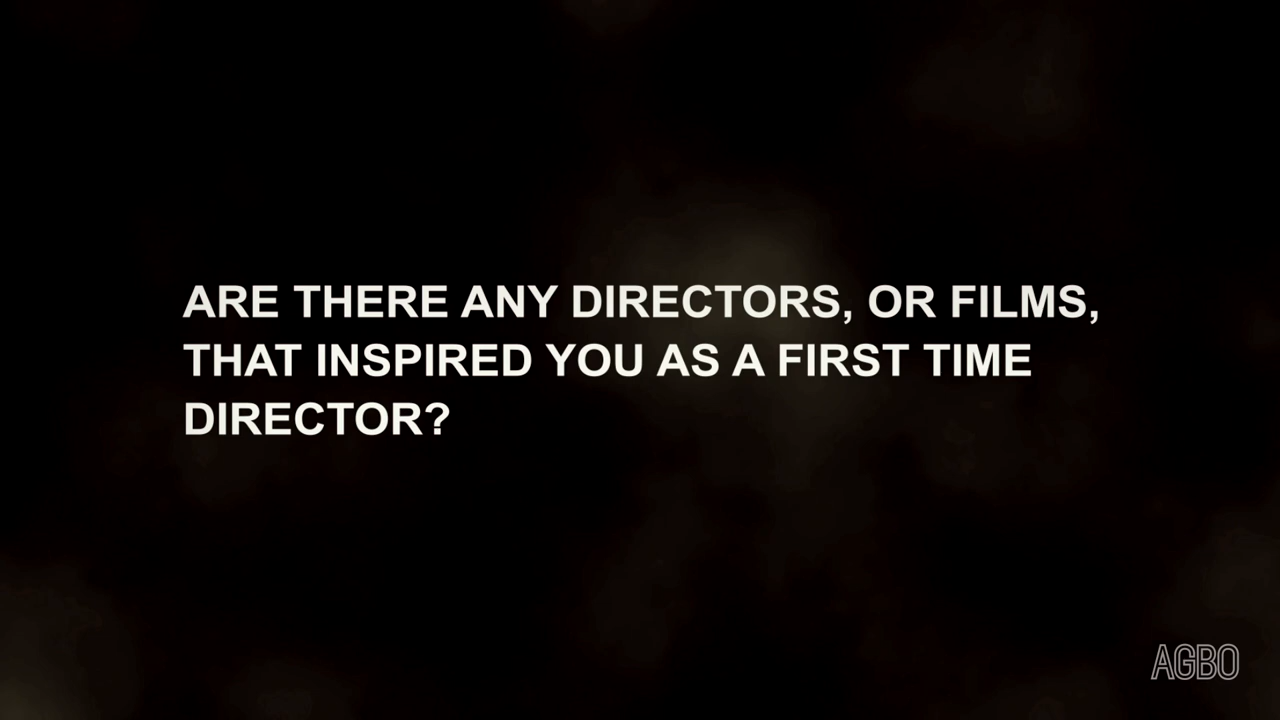 ARE THERE ANY DIRECTORS, OR FILMS,
THAT INSPIRED YOU AS A FIRST TIME
DIRECTOR?
AGBO